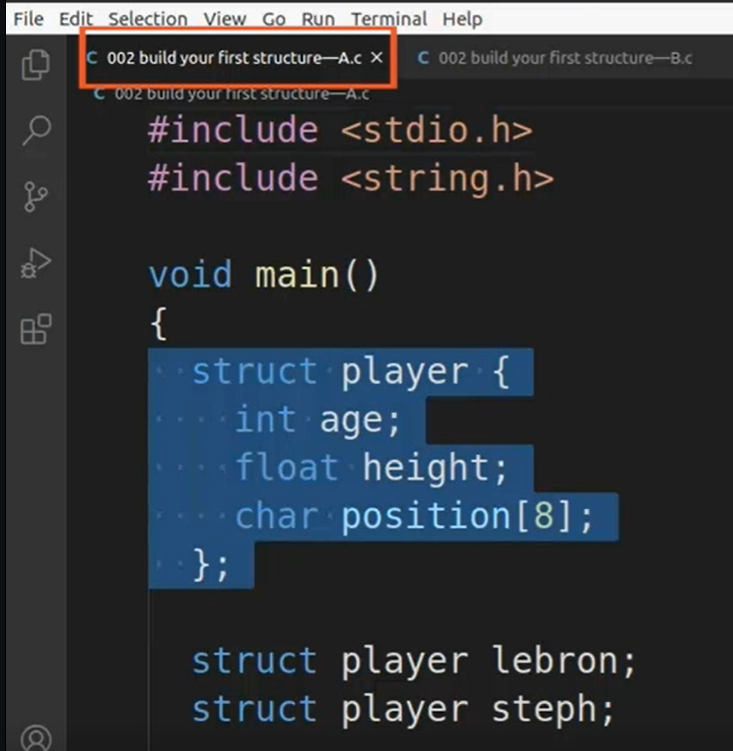 File Edit Selection View Go Run Terminal Help
C 002 build your first structure—A.c × C 002 build your first structure—B.c
C 002 build your first structure—A.c
#include <stdio.h>
#include <string.h>
void main()
{
struct player {
int age;
float height;
char position[8];
};
struct player lebron;
struct player steph;